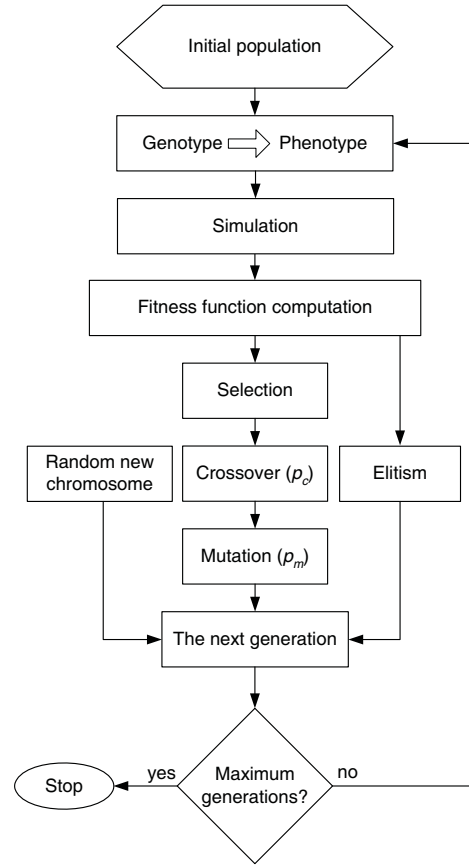 Initial population
Genotype Phenotype
Simulation
Fitness function computation
Selection
Random new
chromosome
Crossover (pc)
Elitism
Mutation (pm)
The next generation
Maximum
generations?
yes
no
Stop